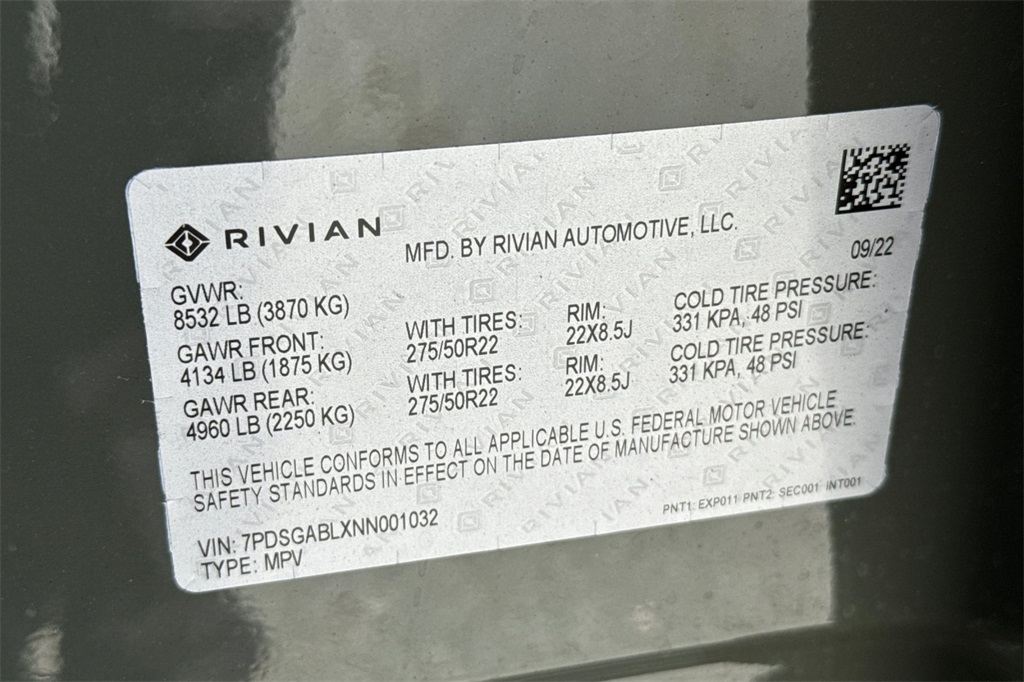 RIVIAN
MFD. BY RIVIAN AUTOMOTIVE, LLC.
09/22
GVWR:
8532 LB (3870 KG)
GAWR FRONT:
4134 LB (1875 KG)
WITH TIRES:
275/50R22
RIM:
22X8.5J
COLD TIRE PRESSURE:
331 KPA, 48 PSI
GAWR REAR:
4960 LB (2250 KG)
WITH TIRES:
275/50R22
RIM:
22X8.5J
COLD TIRE PRESSURE:
331 KPA, 48 PSI
THIS VEHICLE CONFORMS TO ALL APPLICABLE U.S. FEDERAL MOTOR VEHICLE
SAFETY STANDARDS IN EFFECT ON THE DATE OF MANUFACTURE SHOWN ABOVE.
PNT1: EXP011 PNT2: SEC001 INT001
VIN: 7PDSGABLXNN001032
TYPE: MPV